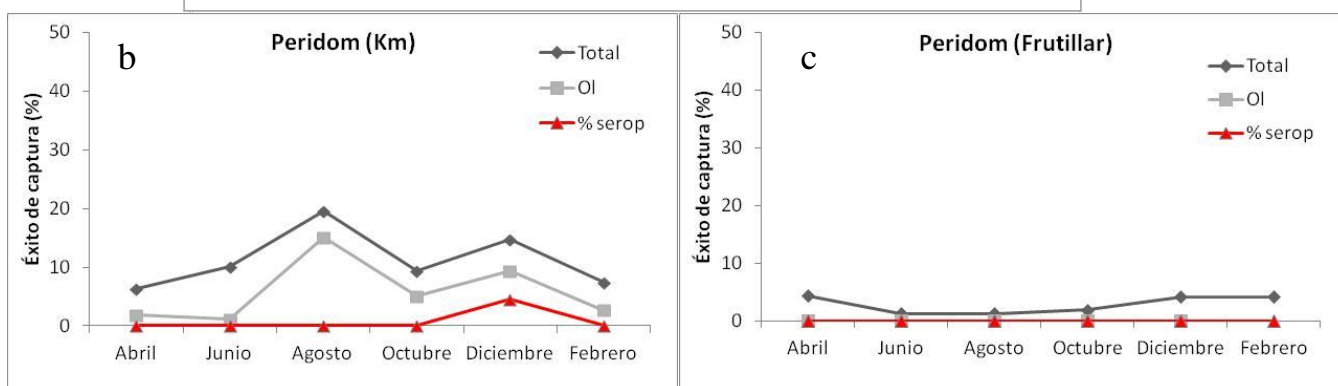 b
Peridom (Km)
Total
Ol
% serop
Éxito de captura (%)
50
40
30
20
10
0
Abril Junio Agosto Octubre Diciembre Febrero
c
Peridom (Frutillar)
Total
Ol
% serop
Éxito de captura (%)
50
40
30
20
10
0
Abril Junio Agosto Octubre Diciembre Febrero